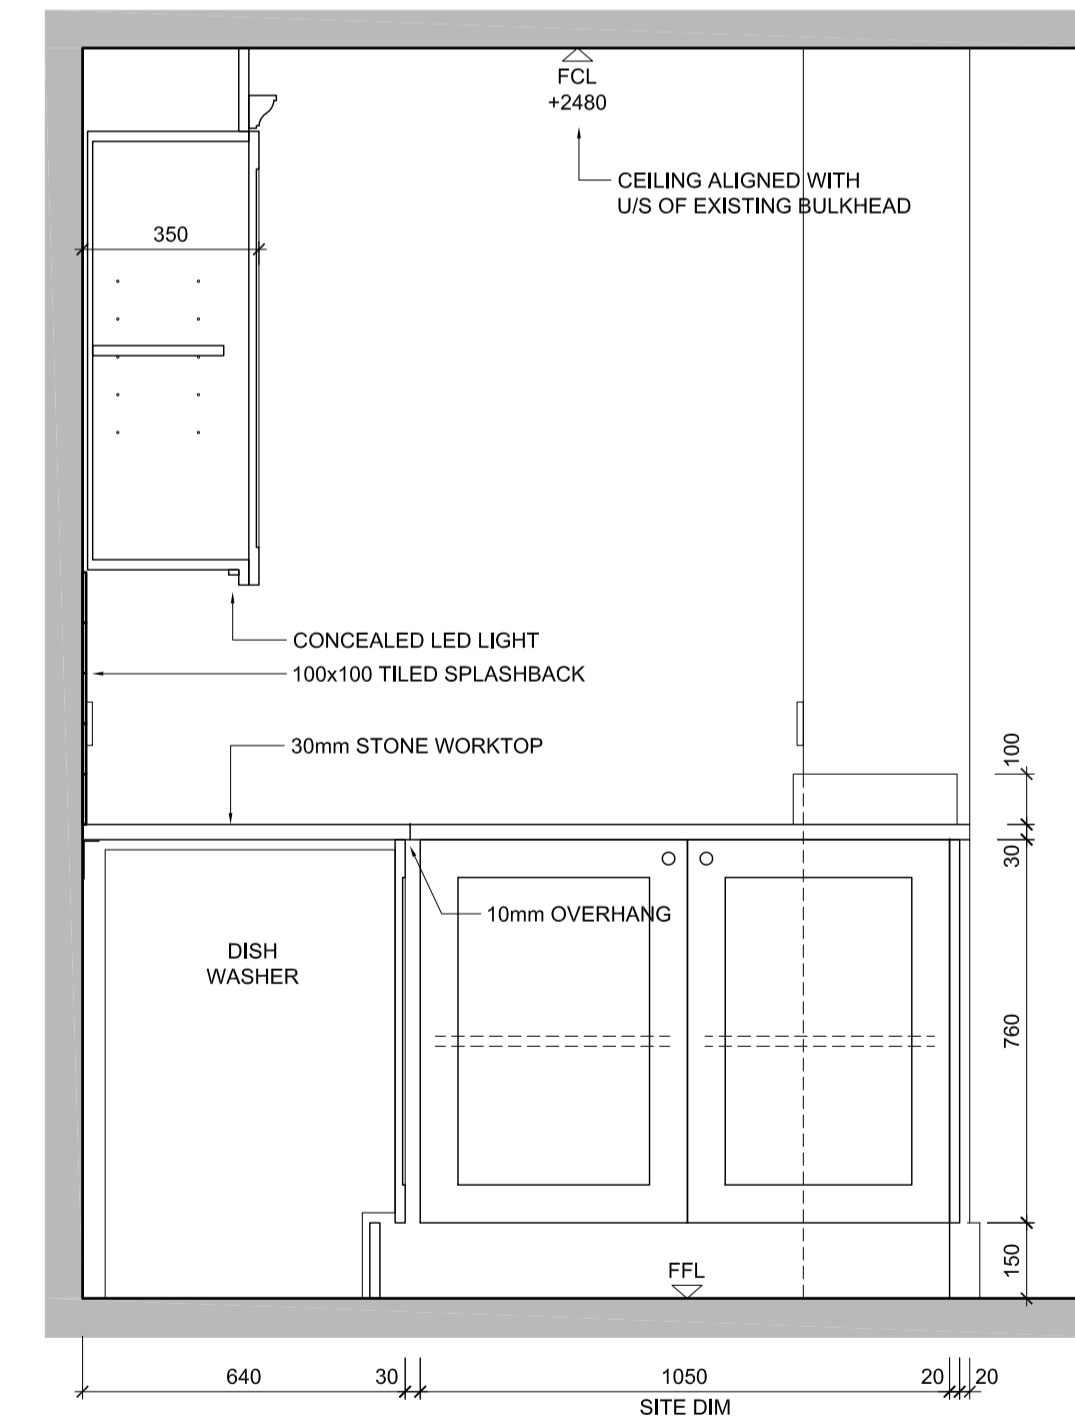 FCL
+2480
CEILING ALIGNED WITH
U/S OF EXISTING BULKHEAD
350
CONCEALED LED LIGHT
100x100 TILED SPLASHBACK
30mm STONE WORKTOP
100
30
10mm OVERHANG
DISH
WASHER
760
150
FFL
640
30
1050
20
20
SITE DIM